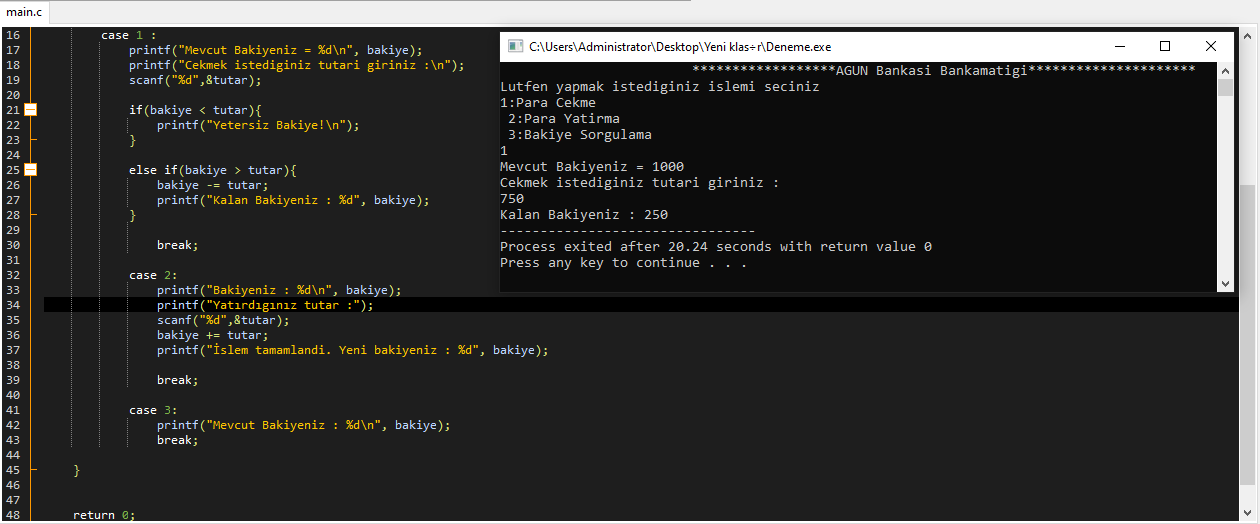 main.c
16 case 1 :
17 printf("Mevcut Bakiyeniz = %d\n", bakiye);
18 printf("Cekmek istediginiz tutari giriniz :\n");
19 scanf("%d",&tutar);
20
21 if(bakiye < tutar){
22 printf("Yetersiz Bakiye!\n");
23 }
24
25 else if(bakiye > tutar){
26 bakiye -= tutar;
27 printf("Kalan Bakiyeniz : %d", bakiye);
28 }
29
30 break;
31
32 case 2:
33 printf("Bakiyeniz : %d\n", bakiye);
34 printf("Yatırdıgınız tutar :");
35 scanf("%d",&tutar);
36 bakiye += tutar;
37 printf("İslem tamamlandi. Yeni bakiyeniz : %d", bakiye);
38
39 break;
40
41 case 3:
42 printf("Mevcut Bakiyeniz : %d\n", bakiye);
43 break;
44
45 }
46
47
48 return 0;
C:\Users\Administrator\Desktop\Yeni klas÷r\Deneme.exe
******************AGUN Bankasi Bankamatigi*********************
Lutfen yapmak istediginiz islemi seciniz
1:Para Cekme
2:Para Yatirma
3:Bakiye Sorgulama
1
Mevcut Bakiyeniz = 1000
Cekmek istediginiz tutari giriniz :
750
Kalan Bakiyeniz : 250
--------------------------------
Process exited after 20.24 seconds with return value 0
Press any key to continue . . .